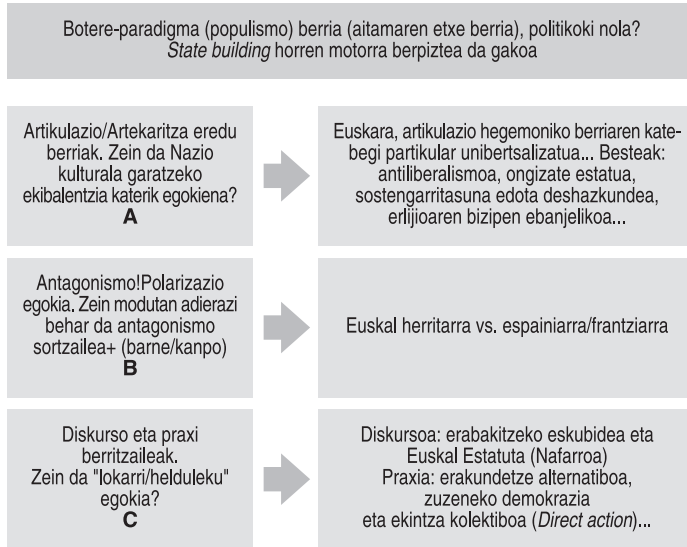 Botere-paradigma (populismo) berria (aitamaren etxe berria), politikoki nola?
State building horren motorra berpiztea da gakoa
Artikulazio/Artekaritza eredu
berriak. Zein da Nazio
kulturala garatzeko
ekibalentzia katerik egokiena?
A
Euskara, artikulazio hegemoniko berriaren kate-
begi partikular unibertsalizatua... Besteak:
antiliberalismoa, ongizate estatua,
sostengarritasuna edota deshazkundea,
erlijioaren bizipen ebanjelikoa...
Antagonismo!Polarizazio
egokia. Zein modutan adierazi
behar da antagonismo
sortzailea+ (barne/kanpo)
B
Euskal herritarra vs. espainiarra/frantziarra
Diskurso eta praxi
berritzaileak.
Zein da "lokarri/helduleku"
egokia?
C
Diskursoa: erabakitzeko eskubidea eta
Euskal Estatuta (Nafarroa)
Praxia: erakundetze alternatiboa,
zuzeneko demokrazia
eta ekintza kolektiboa (Direct action)...